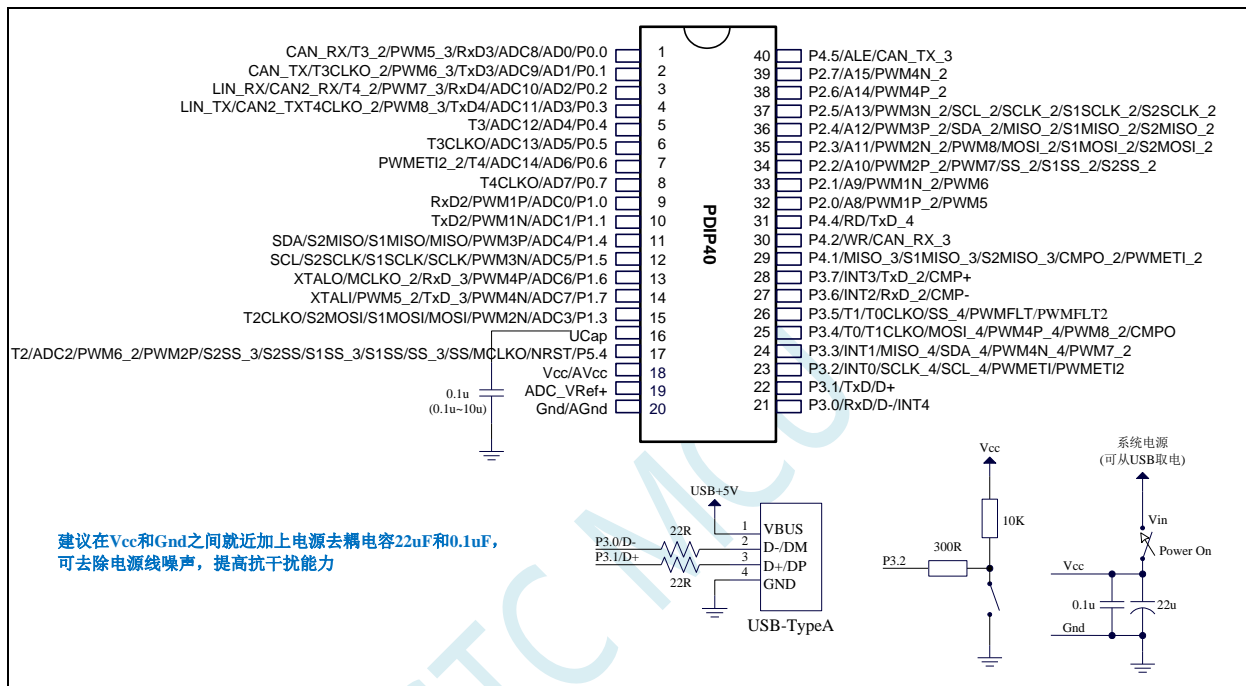 CAN_RX/T3_2/PWM5_3/RxD3/ADC8/AD0/P0.0
CAN_TX/T3CLKO_2/PWM6_3/TxD3/ADC9/AD1/P0.1
LIN_RX/CAN2_RX/T4_2/PWM7_3/RxD4/ADC10/AD2/P0.2
LIN_TX/CAN2_TXT4CLKO_2/PWM8_3/TxD4/ADC11/AD3/P0.3
T3/ADC12/AD4/P0.4
T3CLKO/ADC13/AD5/P0.5
PWMETI2_2/T4/ADC14/AD6/P0.6
T4CLKO/AD7/P0.7
RxD2/PWM1P/ADC0/P1.0
TxD2/PWM1N/ADC1/P1.1
SDA/S2MISO/S1MISO/MISO/PWM3P/ADC4/P1.4
SCL/S2SCLK/S1SCLK/SCLK/PWM3N/ADC5/P1.5
XTALO/MCLKO_2/RxD_3/PWM4P/ADC6/P1.6
XTALI/PWM5_2/TxD_3/PWM4N/ADC7/P1.7
T2CLKO/S2MOSI/S1MOSI/MOSI/PWM2N/ADC3/P1.3
UCap
T2/ADC2/PWM6_2/PWM2P/S2SS_3/S2SS/S1SS_3/S1SS/SS_3/SS/MCLKO/NRST/P5.4
Vcc/AVcc
ADC_VRef+
Gnd/AGnd
1
2
3
4
5
6
7
8
9
10
11
12
13
14
15
16
17
18
19
20
PDIP40
40
39
38
37
36
35
34
33
32
31
30
29
28
27
26
25
24
23
22
21
P4.5/ALE/CAN_TX_3
P2.7/A15/PWM4N_2
P2.6/A14/PWM4P_2
P2.5/A13/PWM3N_2/SCL_2/SCLK_2/S1SCLK_2/S2SCLK_2
P2.4/A12/PWM3P_2/SDA_2/MISO_2/S1MISO_2/S2MISO_2
P2.3/A11/PWM2N_2/PWM8/MOSI_2/S1MOSI_2/S2MOSI_2
P2.2/A10/PWM2P_2/PWM7/SS_2/S1SS_2/S2SS_2
P2.1/A9/PWM1N_2/PWM6
P2.0/A8/PWM1P_2/PWM5
P4.4/RD/TxD_4
P4.2/WR/CAN_RX_3
P4.1/MISO_3/S1MISO_3/S2MISO_3/CMPO_2/PWMETI_2
P3.7/INT3/TxD_2/CMP+
P3.6/INT2/RxD_2/CMP-
P3.5/T1/T0CLKO/SS_4/PWMFLT/PWMFLT2
P3.4/T0/T1CLKO/MOSI_4/PWM4P_4/PWM8_2/CMPO
P3.3/INT1/MISO_4/SDA_4/PWM4N_4/PWM7_2
P3.2/INT0/SCLK_4/SCL_4/PWMETI/PWMETI2
P3.1/TxD/D+
P3.0/RxD/D-/INT4
0.1u
(0.1u~10u)
建议在Vcc和Gnd之间就近加上电源去耦电容22uF和0.1uF，
可去除电源线噪声，提高抗干扰能力
USB+5V
P3.0/D-
P3.1/D+
22R
22R
1
2
3
4
VBUS
D-/DM
D+/DP
GND
USB-TypeA
Vcc
10K
300R
P3.2
系统电源
(可从USB取电)
Vin
Power On
Vcc
0.1u
22u
Gnd
STC MCU